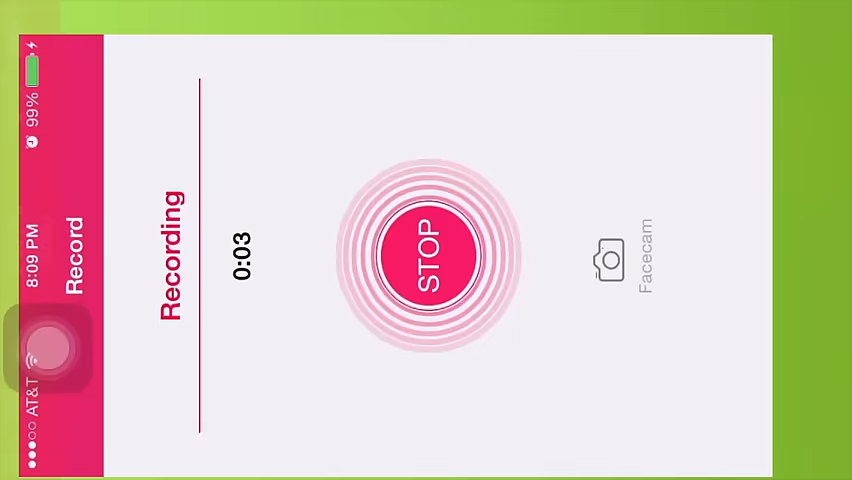 AT&T 8:09 PM 99%
Record
Recording
0:03
STOP
Facecam